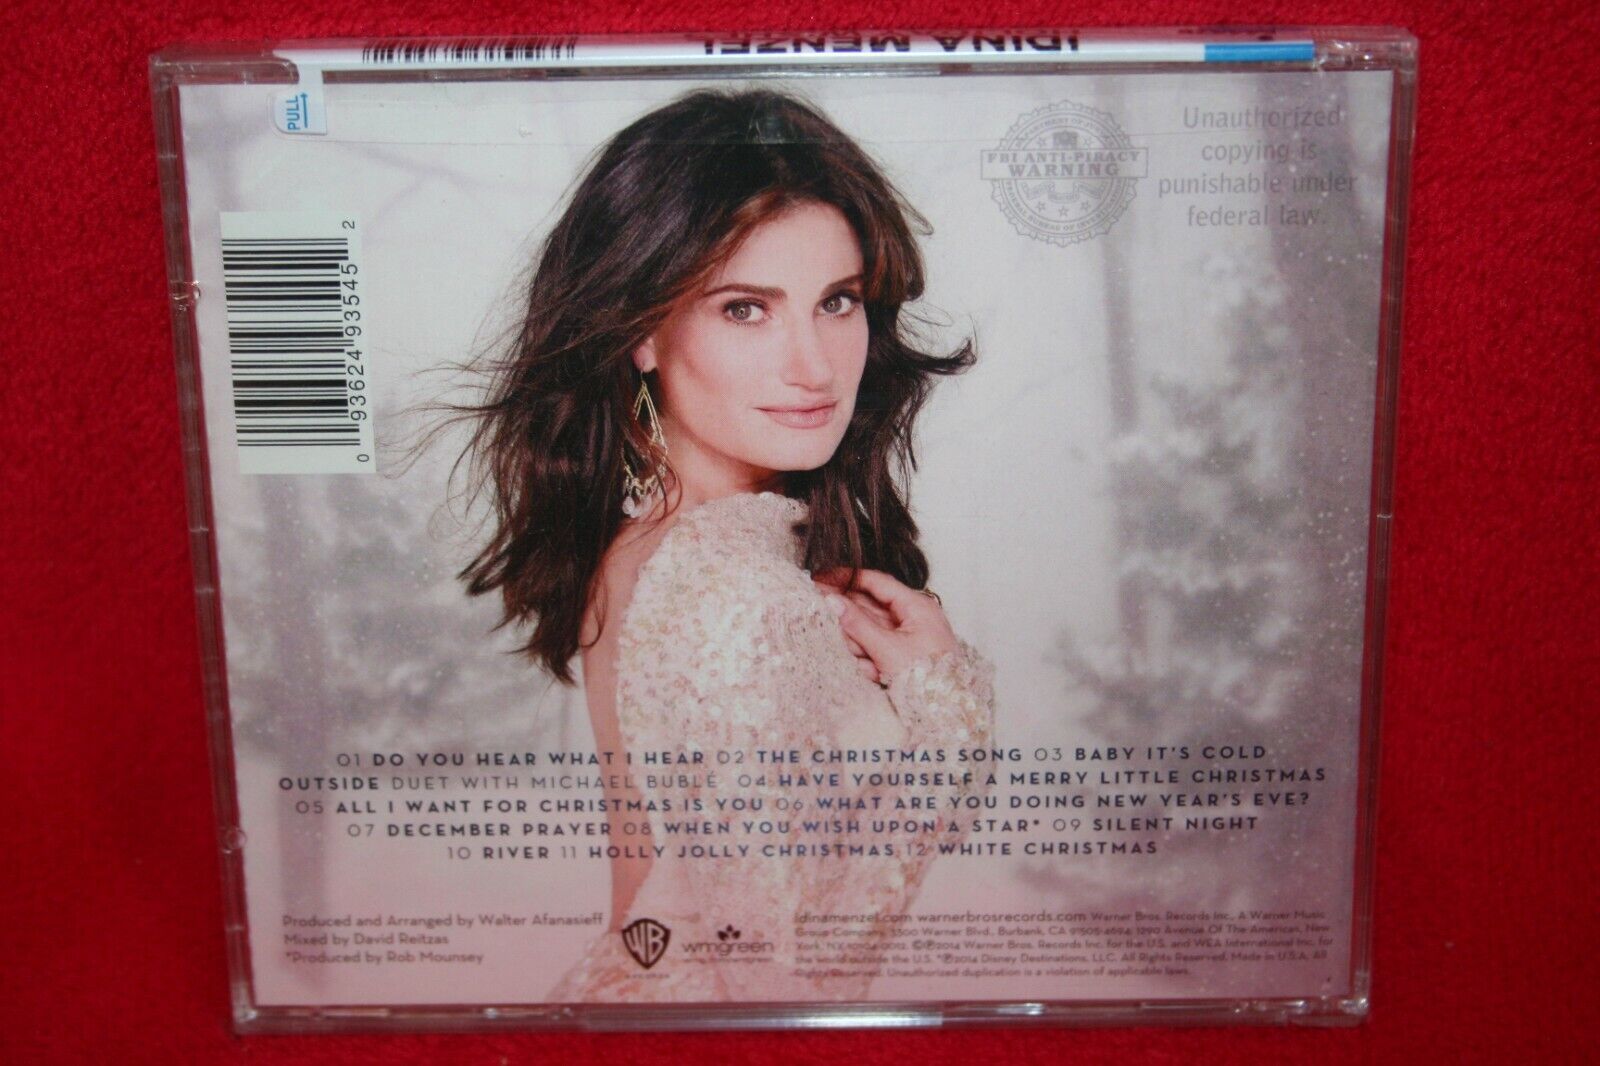 IDINA MENZEL
PULL
0 93624 93545 2
FBI ANTI-PIRACY
WARNING
Unauthorized
copying is
punishable under
federal law.
01 DO YOU HEAR WHAT I HEAR 02 THE CHRISTMAS SONG 03 BABY IT'S COLD
OUTSIDE DUET WITH MICHAEL BUBLÉ 04 HAVE YOURSELF A MERRY LITTLE CHRISTMAS
05 ALL I WANT FOR CHRISTMAS IS YOU 06 WHAT ARE YOU DOING NEW YEAR'S EVE?
07 DECEMBER PRAYER 08 WHEN YOU WISH UPON A STAR* 09 SILENT NIGHT
10 RIVER 11 HOLLY JOLLY CHRISTMAS 12 WHITE CHRISTMAS
Produced and Arranged by Walter Afanasieff
Mixed by David Reitzas
*Produced by Rob Mounsey
WB
wmgreen
idinamenzel.com warnerbrosrecords.com Warner Bros. Records Inc., A Warner Music
Group Company, 3300 Warner Blvd., Burbank, CA 91505-4694; 1290 Avenue Of The Americas, New
York, NY 10104-0012. ©℗2014 Warner Bros. Records Inc. for the U.S. and WEA International Inc. for
the world outside the U.S. *℗2014 Disney Destinations, LLC. All Rights Reserved. Made in U.S.A. All
Rights Reserved. Unauthorized duplication is a violation of applicable laws.